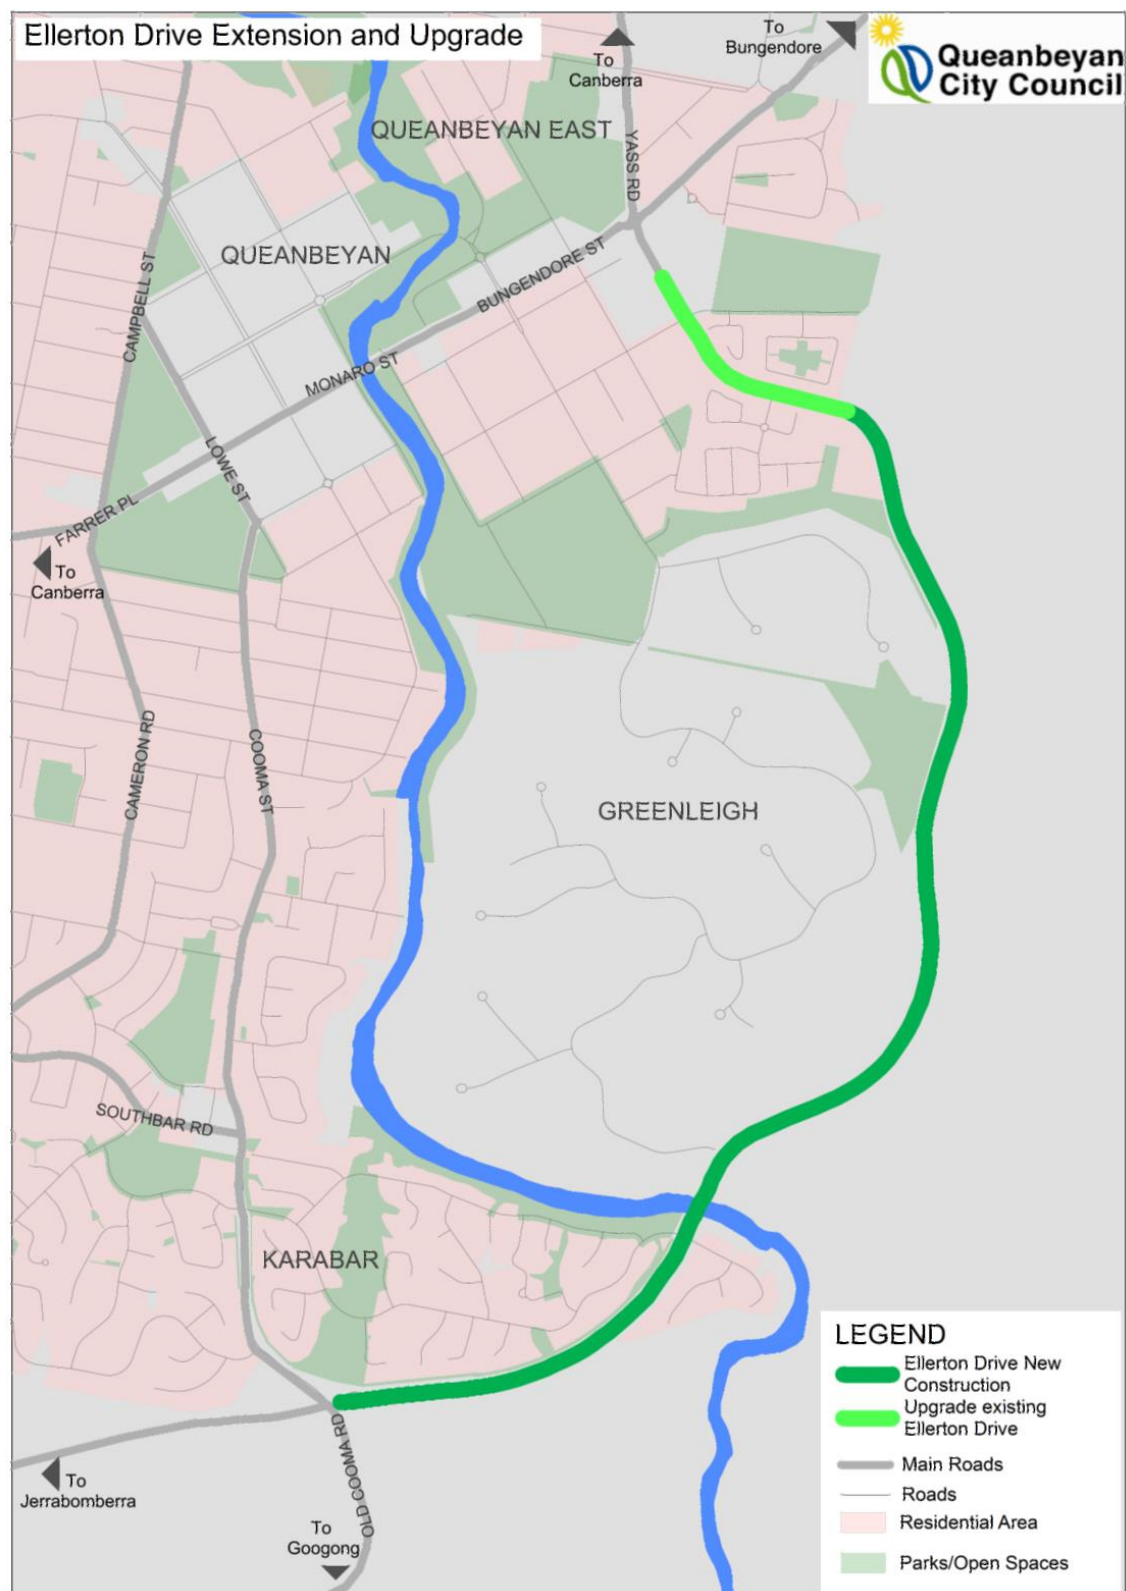 Ellerton Drive Extension and Upgrade
To
Canberra
To
Bungendore
Queanbeyan
City Council
QUEANBEYAN EAST
YASS RD
QUEANBEYAN
BUNGENDORE ST
CAMPBELL ST
MONARO ST
LOWE ST
FARRER PL
To
Canberra
CAMERON RD
COOMA ST
GREENLEIGH
SOUTHBAR RD
KARABAR
OLD COOMA RD
To
Jerrabomberra
To
Googong
LEGEND
Ellerton Drive New
Construction
Upgrade existing
Ellerton Drive
Main Roads
Roads
Residential Area
Parks/Open Spaces